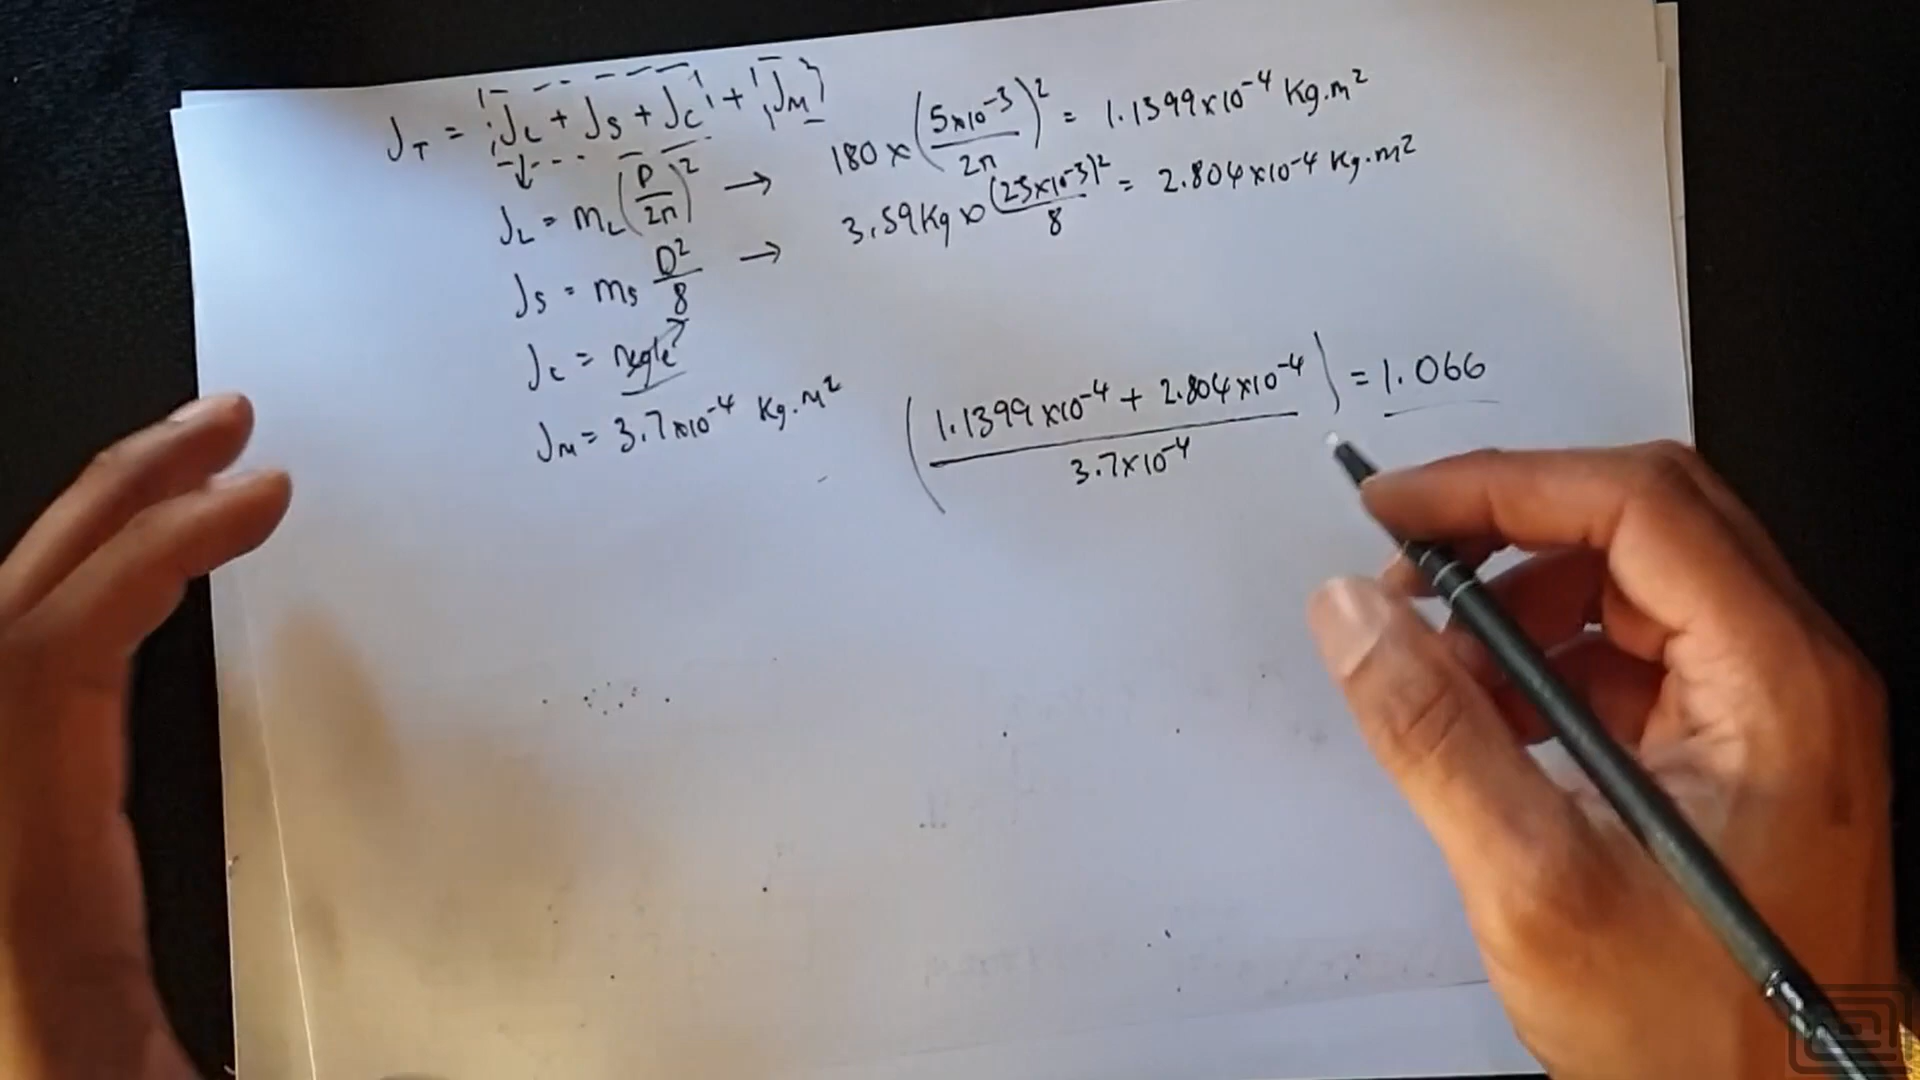 J_T = J_L + J_S + J_C + J_M
J_L = m_L (P/2π)² → 180 × (5×10⁻³/2π)² = 1.1399×10⁻⁴ Kg.m²
J_S = m_S D²/8 → 3.59Kg × (25×10⁻³)²/8 = 2.804×10⁻⁴ Kg.m²
J_C = negle
J_M = 3.7×10⁻⁴ Kg.m²
(1.1399×10⁻⁴ + 2.804×10⁻⁴ / 3.7×10⁻⁴) = 1.066